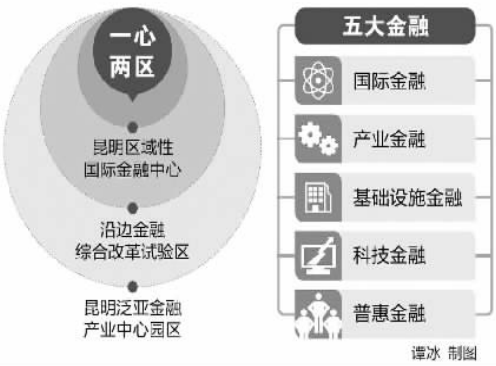 一心
两区
昆明区域性
国际金融中心
沿边金融
综合改革试验区
昆明泛亚金融
产业中心园区
五大金融
国际金融
产业金融
基础设施金融
科技金融
普惠金融
谭冰 制图